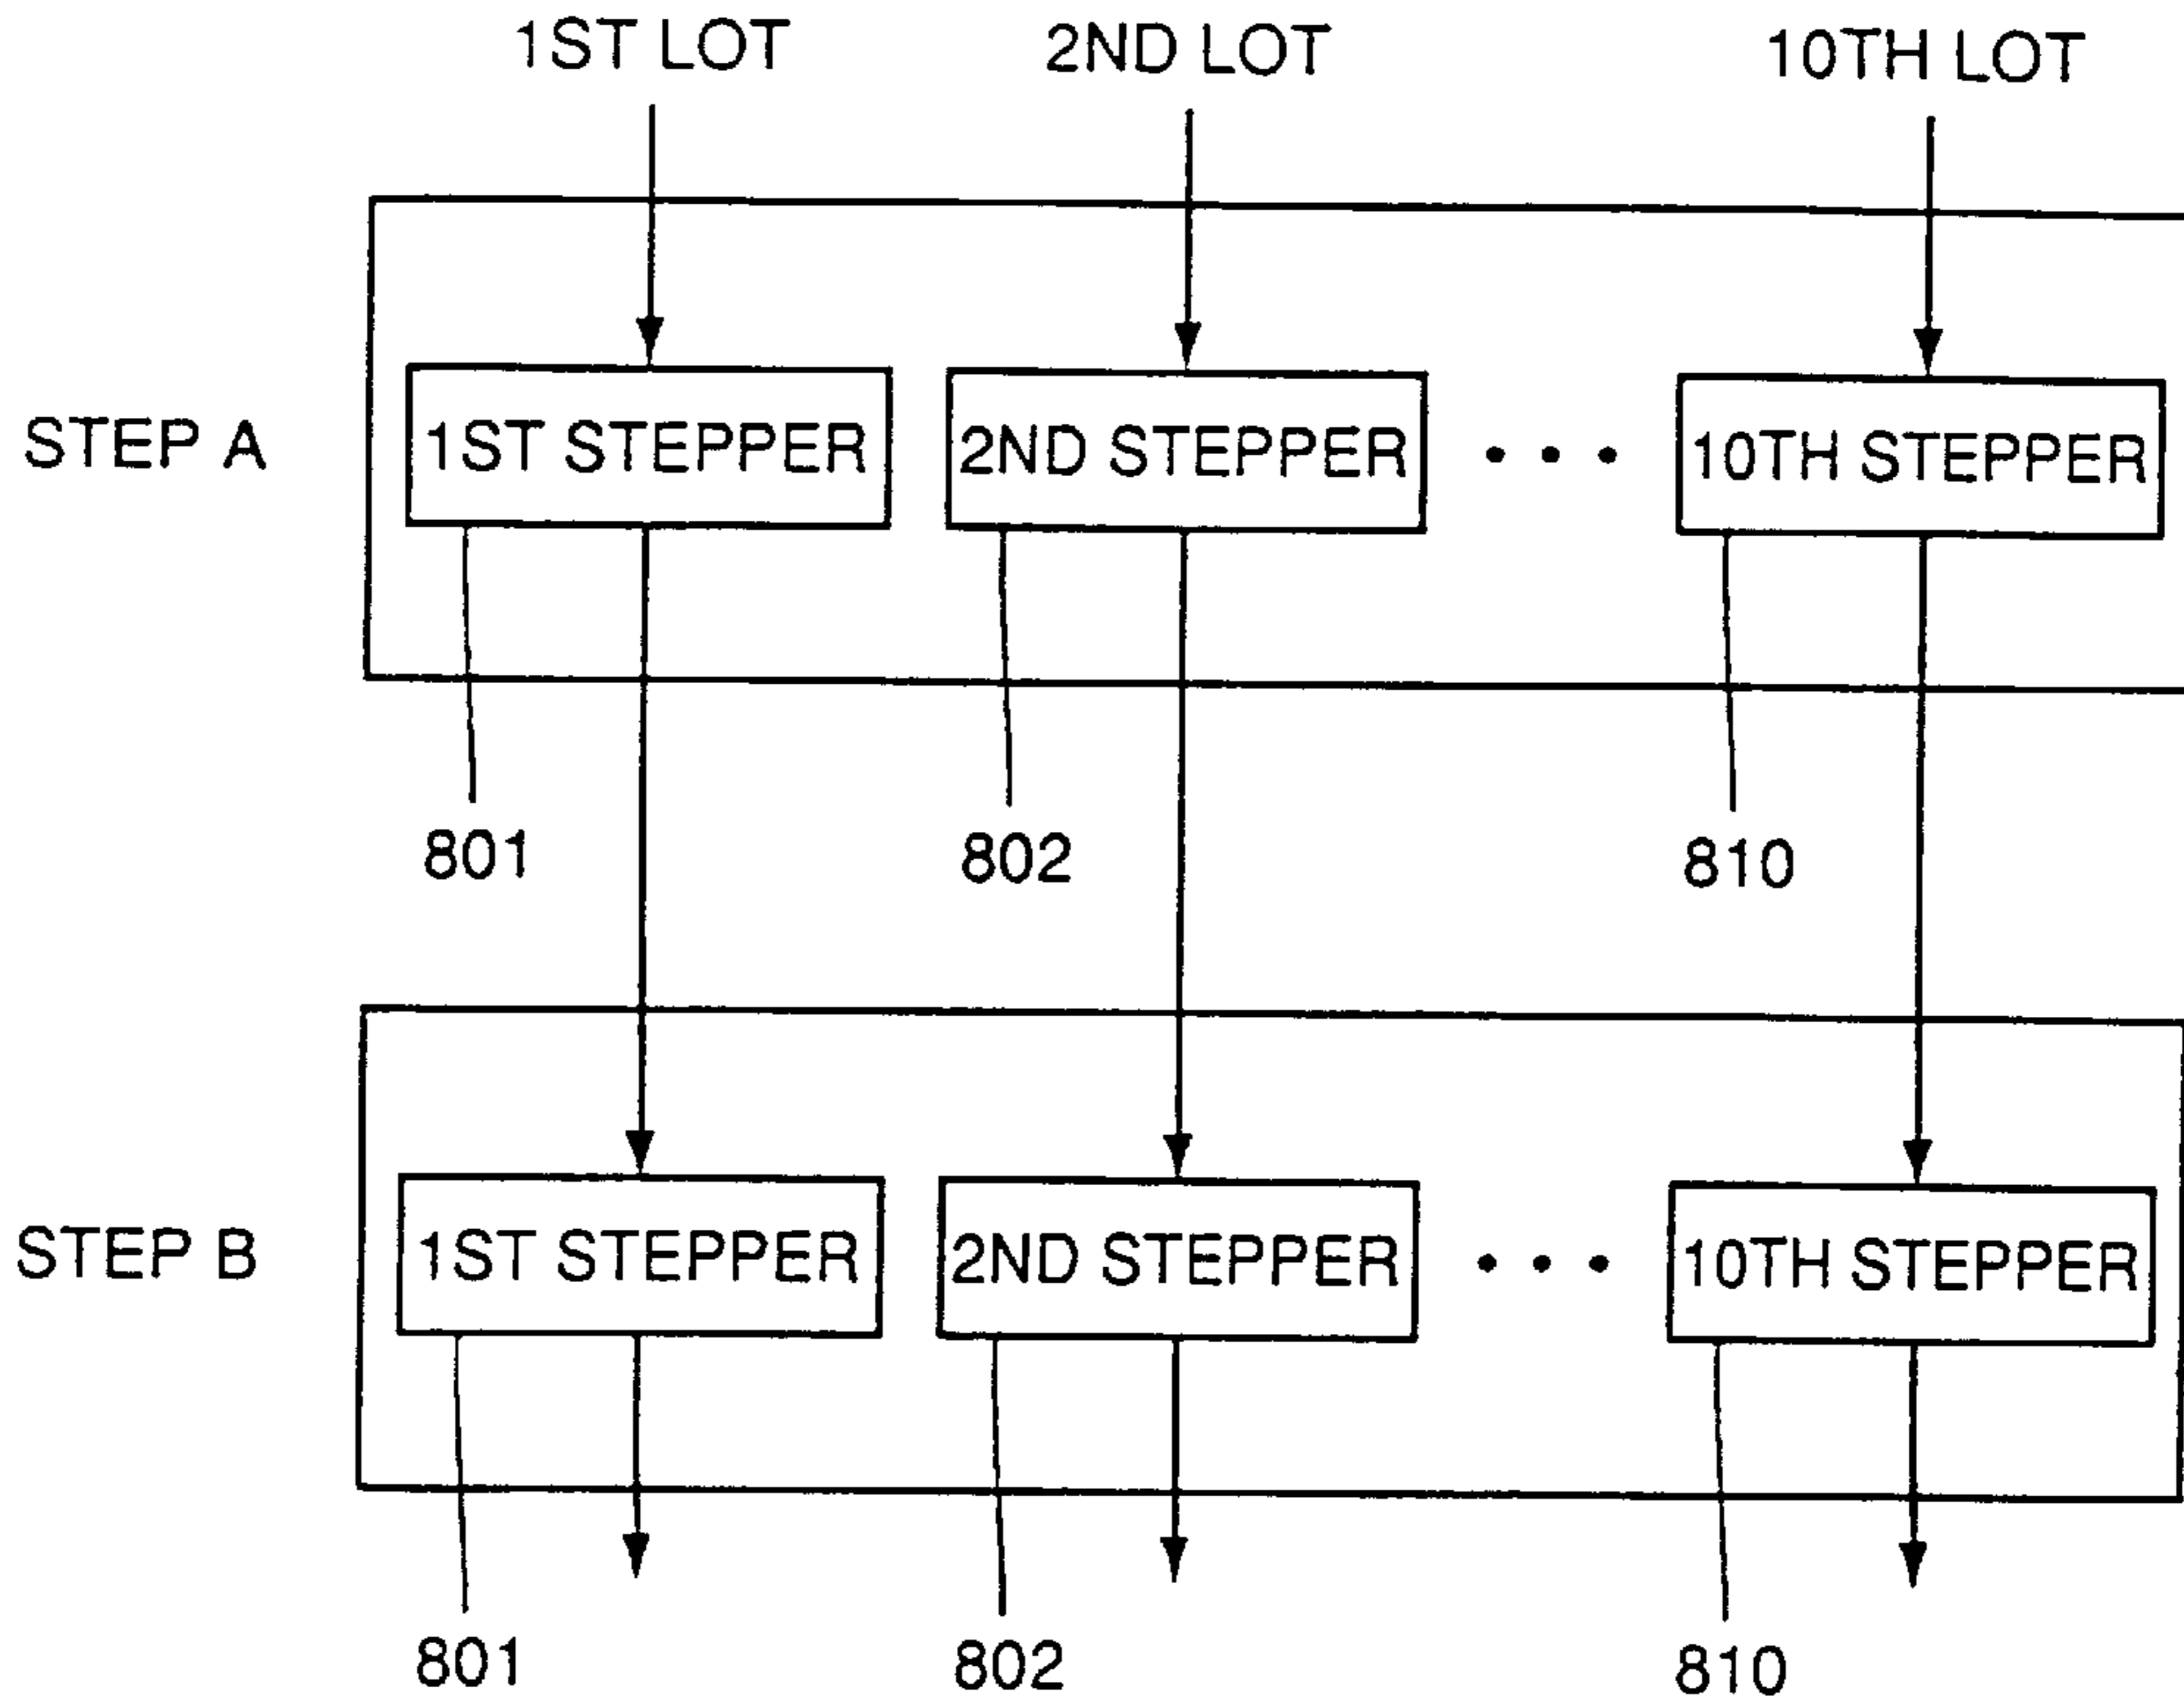 1ST LOT 2ND LOT 10TH LOT
STEP A 1ST STEPPER 2ND STEPPER • • • 10TH STEPPER
801 802 810
STEP B 1ST STEPPER 2ND STEPPER • • • 10TH STEPPER
801 802 810